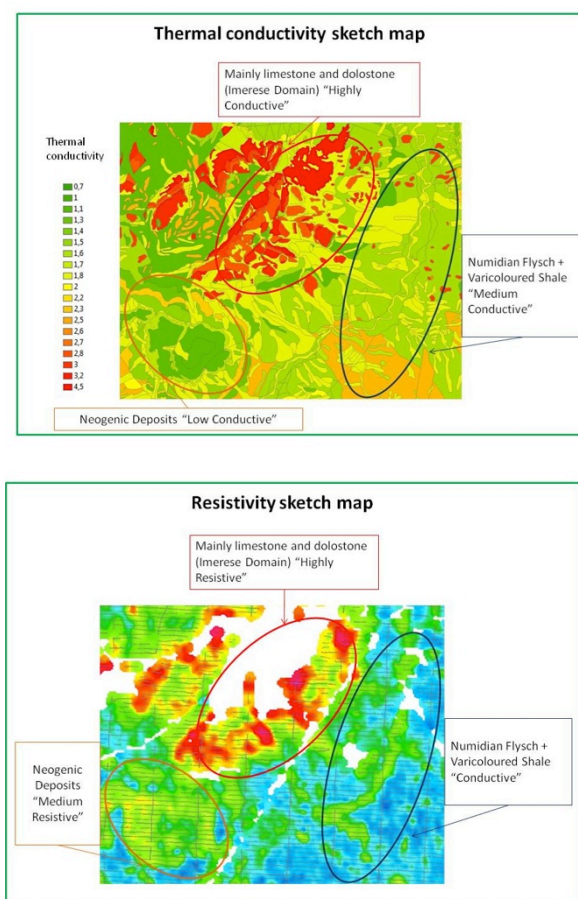 Thermal conductivity sketch map
Mainly limestone and dolostone
(Imerese Domain) “Highly
Conductive”
Thermal
conductivity
0,7
1
1,1
1,3
1,4
1,5
1,6
1,7
1,8
2
2,2
2,3
2,5
2,6
2,7
2,8
3
3,2
4,5
Numidian Flysch +
Varicoloured Shale
“Medium
Conductive”
Neogenic Deposits “Low Conductive”
Resistivity sketch map
Mainly limestone and dolostone
(Imerese Domain) “Highly
Resistive”
Neogenic
Deposits
“Medium
Resistive”
Numidian Flysch +
Varicoloured Shale
“Conductive”